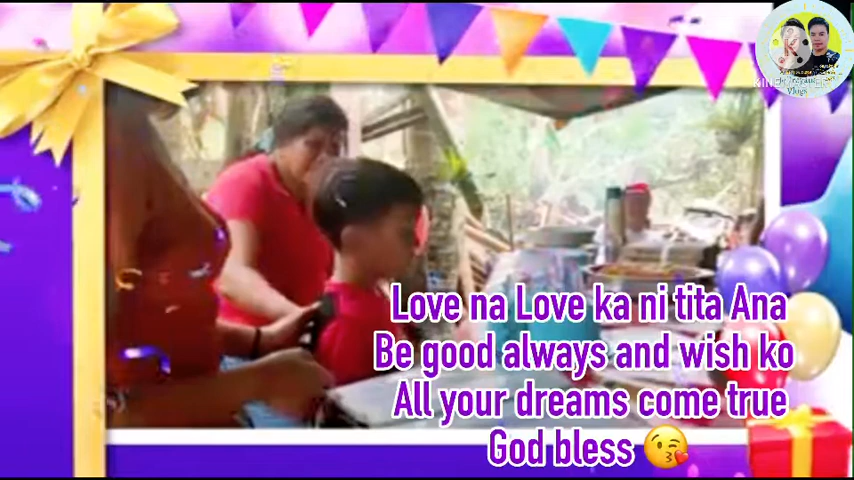 Love na Love ka ni tita Ana
Be good always and wish ko
All your dreams come true
God bless 😘
Vlogs